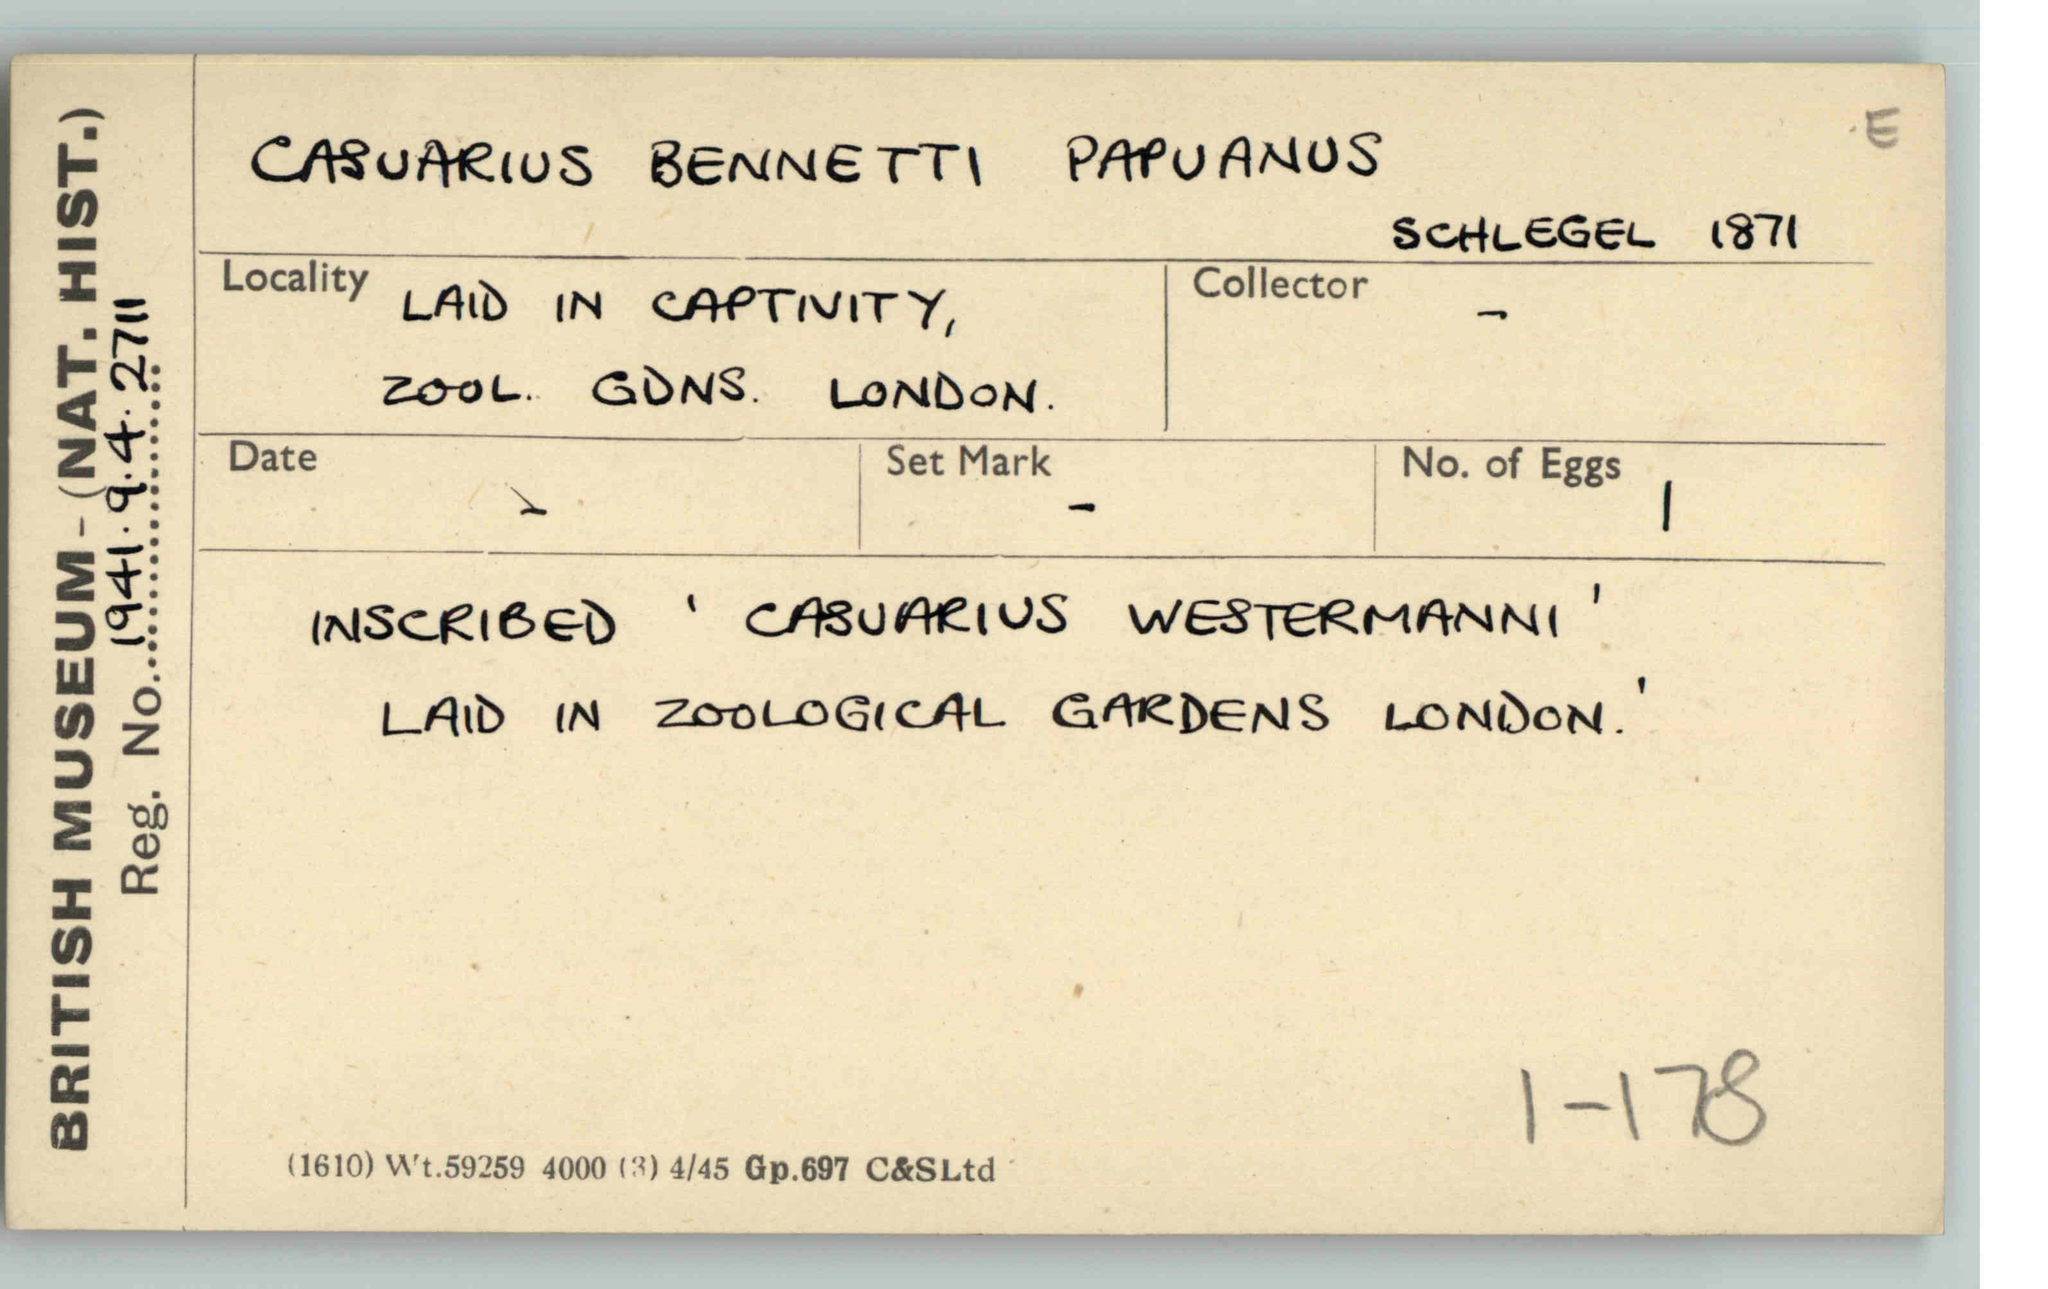 BRITISH MUSEUM-(NAT. HIST.)
Reg. No. 1941.9.4.2711
E
CASUARIUS BENNETTI PAPUANUS
SCHLEGEL 1871
Locality LAID IN CAPTIVITY,
ZOOL. GDNS. LONDON.
Collector -
Date -
Set Mark -
No. of Eggs 1
INSCRIBED ' CASUARIUS WESTERMANNI '
LAID IN ZOOLOGICAL GARDENS LONDON.'
1-178
(1610) Wt.59259 4000 (3) 4/45 Gp.697 C&SLtd